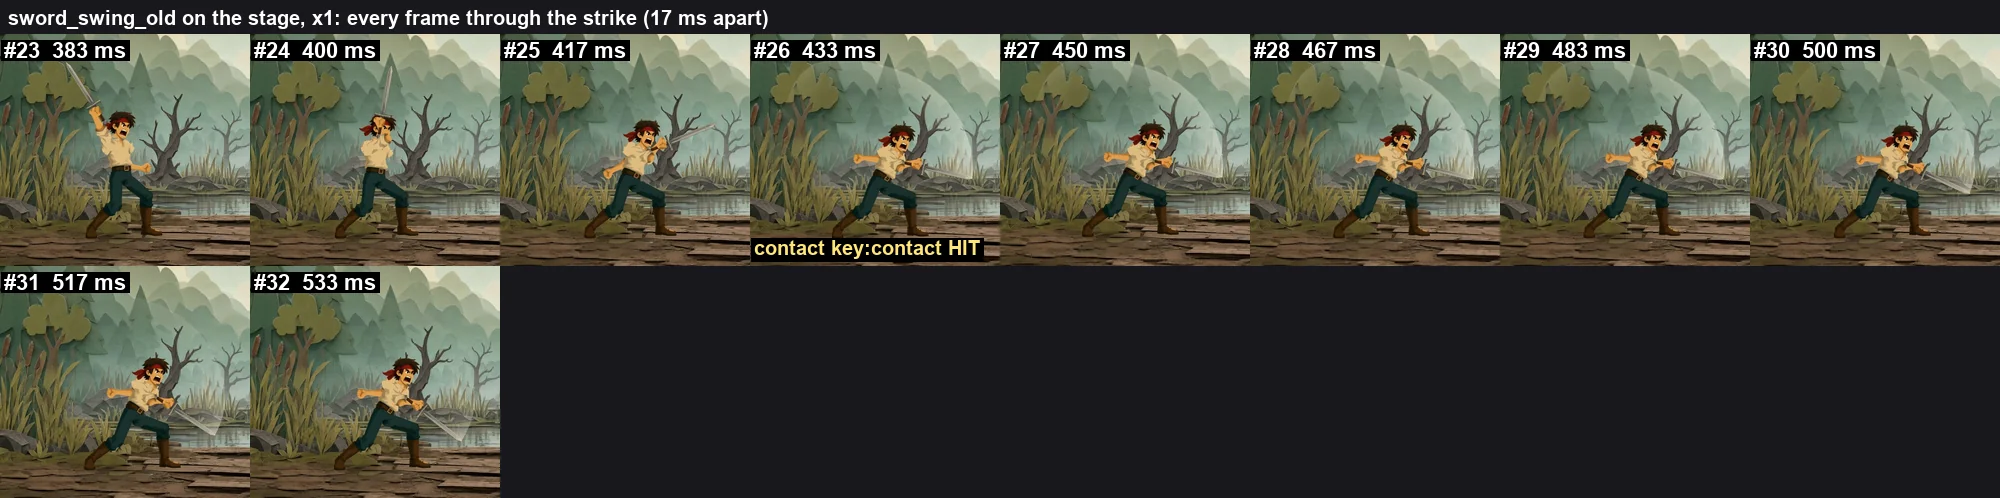 sword_swing_old on the stage, x1: every frame through the strike (17 ms apart)
#23 383 ms
#24 400 ms
#25 417 ms
#26 433 ms
#27 450 ms
#28 467 ms
#29 483 ms
#30 500 ms
contact key:contact HIT
#31 517 ms
#32 533 ms